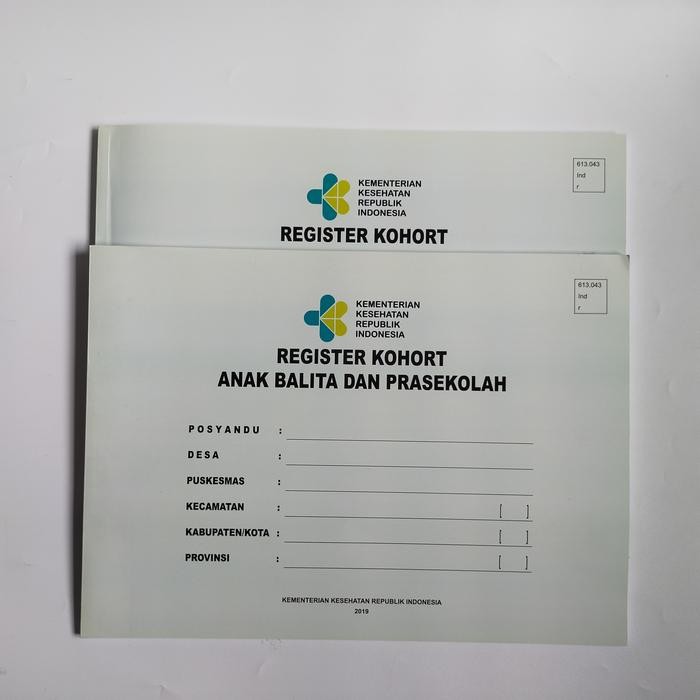 613.043
Ind
r
KEMENTERIAN
KESEHATAN
REPUBLIK
INDONESIA
REGISTER KOHORT
613.043
Ind
r
KEMENTERIAN
KESEHATAN
REPUBLIK
INDONESIA
REGISTER KOHORT
ANAK BALITA DAN PRASEKOLAH
POSYANDU :
DESA :
PUSKESMAS :
KECAMATAN : [ ]
KABUPATEN/KOTA : [ ]
PROVINSI : [ ]
KEMENTERIAN KESEHATAN REPUBLIK INDONESIA
2019